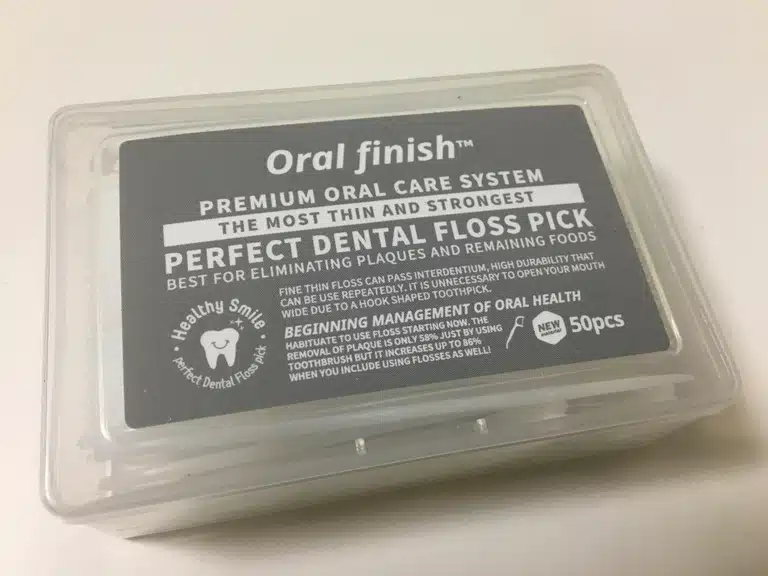 Oral finish™
PREMIUM ORAL CARE SYSTEM
THE MOST THIN AND STRONGEST
PERFECT DENTAL FLOSS PICK
BEST FOR ELIMINATING PLAQUES AND REMAINING FOODS
FINE THIN FLOSS CAN PASS INTERDENTIUM, HIGH DURABILITY THAT
CAN BE USE REPEATEDLY. IT IS UNNECESSARY TO OPEN YOUR MOUTH
WIDE DUE TO A HOOK SHAPED TOOTHPICK.
Healthy Smile
perfect Dental Floss pick
BEGINNING MANAGEMENT OF ORAL HEALTH
HABITUATE TO USE FLOSS STARTING NOW. THE
REMOVAL OF PLAQUE IS ONLY 58% JUST BY USING
TOOTHBRUSH BUT IT INCREASES UP TO 86%
WHEN YOU INCLUDE USING FLOSSES AS WELL!
NEW
material
50pcs